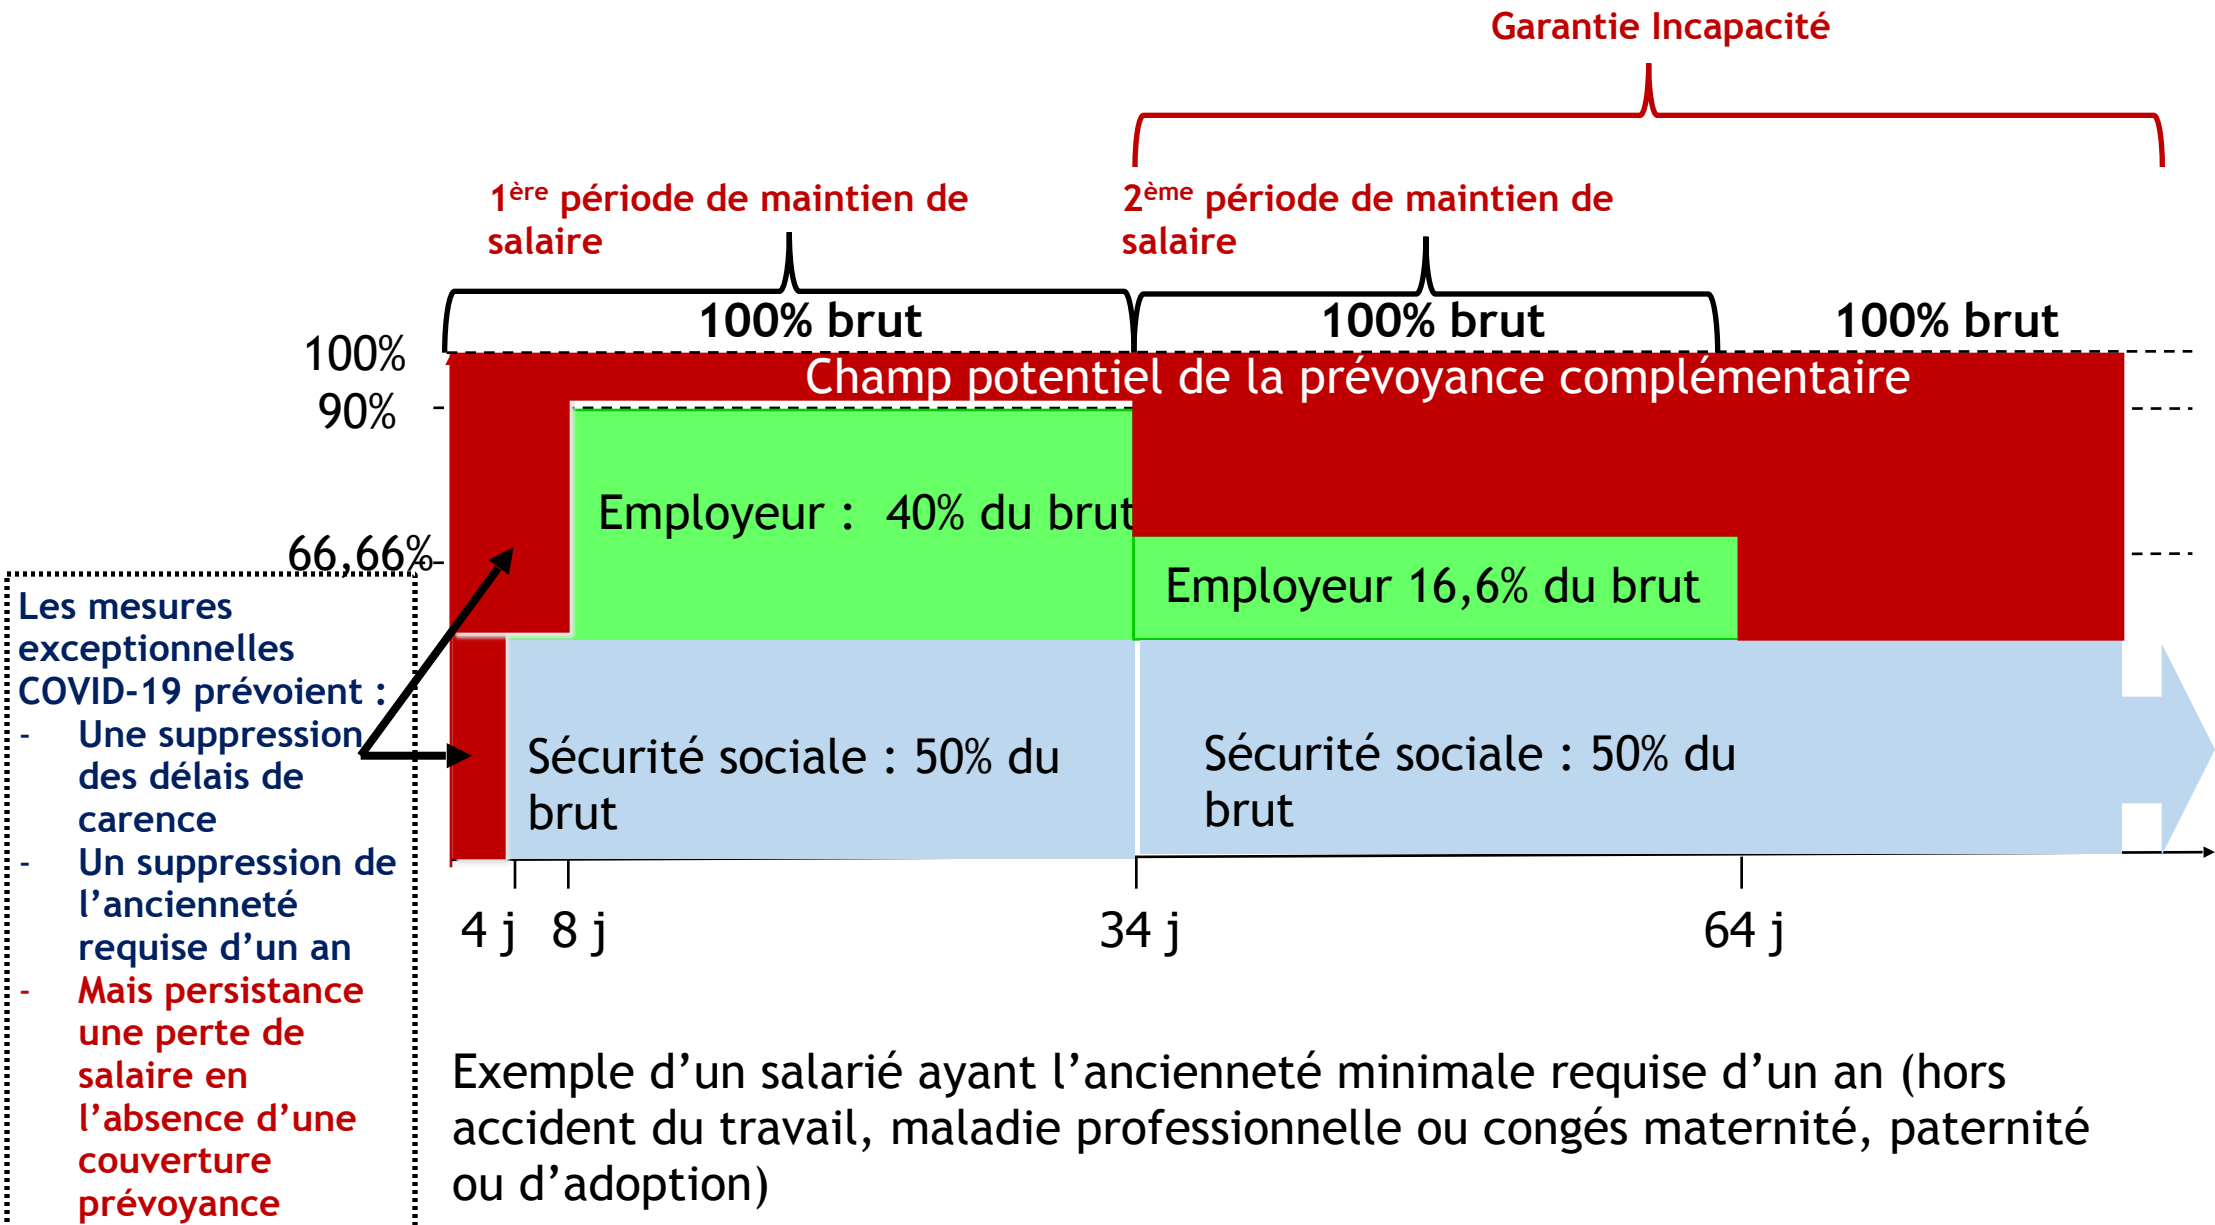 Garantie Incapacité
1ère période de maintien de
salaire
2ème période de maintien de
salaire
100% brut
100% brut
100% brut
100%
90%
66,66%
Champ potentiel de la prévoyance complémentaire
Employeur : 40% du brut
Employeur 16,6% du brut
Sécurité sociale : 50% du
brut
Sécurité sociale : 50% du
brut
4 j
8 j
34 j
64 j
Les mesures
exceptionnelles
COVID-19 prévoient :
- Une suppression
des délais de
carence
- Un suppression de
l’ancienneté
requise d’un an
- Mais persistance
une perte de
salaire en
l’absence d’une
couverture
prévoyance
Exemple d’un salarié ayant l’ancienneté minimale requise d’un an (hors
accident du travail, maladie professionnelle ou congés maternité, paternité
ou d’adoption)